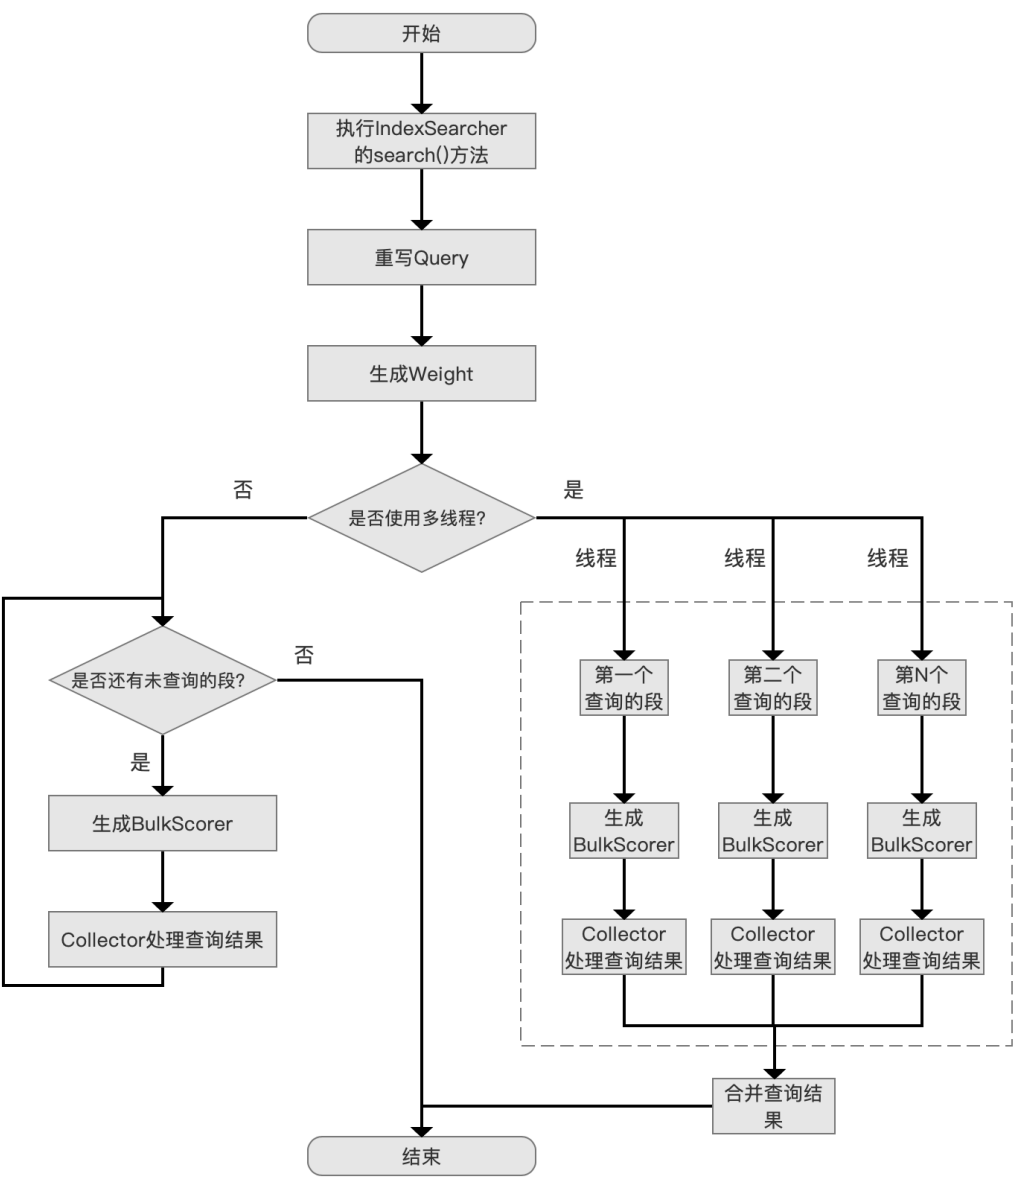 开始
执行IndexSearcher
的search()方法
重写Query
生成Weight
否
是
是否使用多线程?
线程
线程
线程
否
是否还有未查询的段?
第一个
查询的段
第二个
查询的段
第N个
查询的段
是
生成BulkScorer
生成
BulkScorer
生成
BulkScorer
生成
BulkScorer
Collector处理查询结果
Collector
处理查询结果
Collector
处理查询结果
Collector
处理查询结果
合并查询结
果
结束